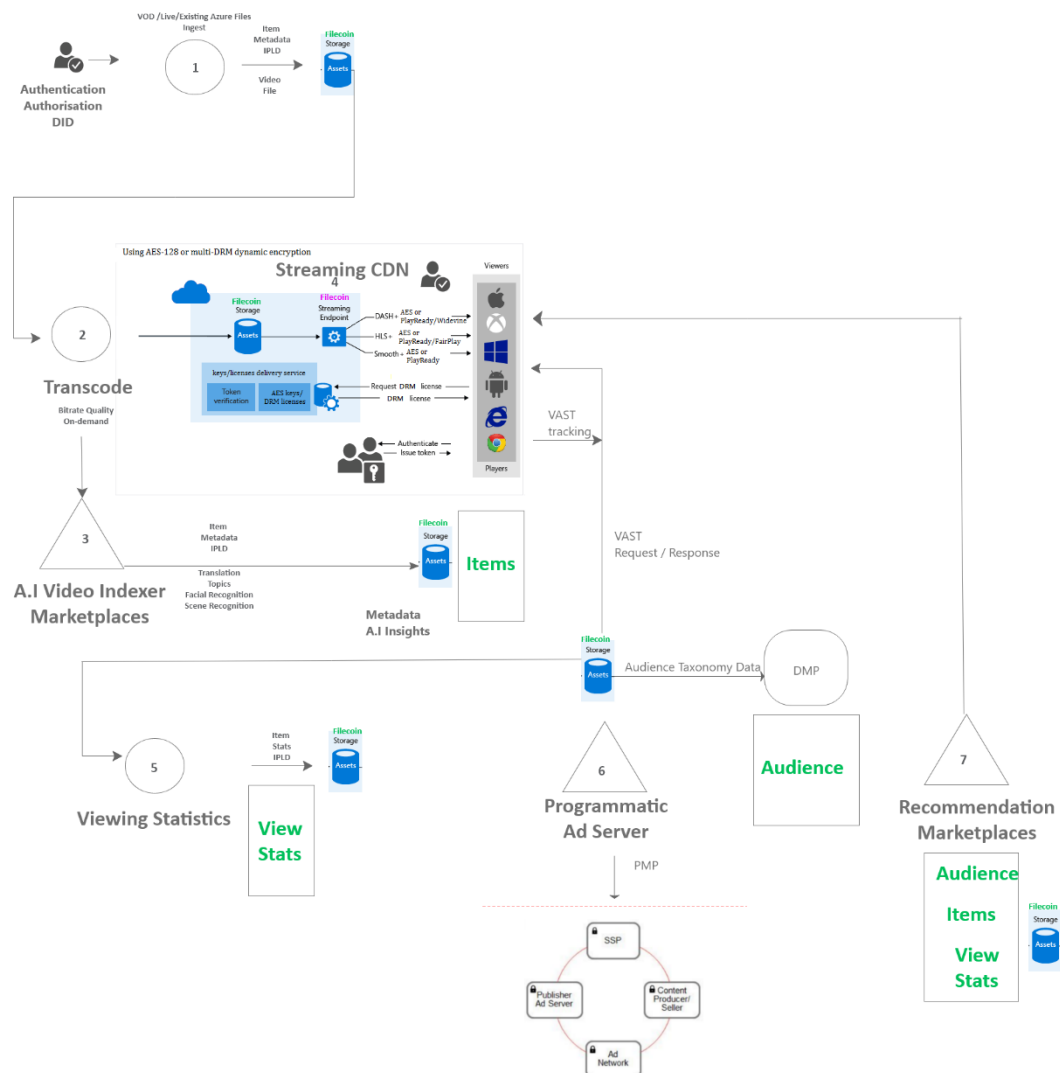 VOD /Live/Existing Azure Files
Ingest
1
Item
Metadata
IPLD
Video
File
Filecoin
Storage
Assets
Authentication
Authorisation
DID
Using AES-128 or multi-DRM dynamic encryption
Streaming CDN
4
Viewers
Filecoin
Storage
Assets
Filecoin
Streaming
Endpoint
DASH + AES or
PlayReady/Widevine
HLS + AES or
PlayReady/FairPlay
Smooth + AES or
PlayReady
keys/licenses delivery service
Token
verification
AES keys/
DRM licenses
Request DRM license
DRM license
Authenticate
Issue token
Players
2
Transcode
Bitrate Quality
On-demand
VAST
tracking
3
A.I Video Indexer
Marketplaces
Item
Metadata
IPLD
Translation
Topics
Facial Recognition
Scene Recognition
Filecoin
Storage
Assets
Items
Metadata
A.I Insights
VAST
Request / Response
Filecoin
Storage
Assets
Audience Taxonomy Data
DMP
Audience
5
Viewing Statistics
Item
Stats
IPLD
Filecoin
Storage
Assets
View
Stats
6
Programmatic
Ad Server
PMP
7
Recommendation
Marketplaces
Audience
Items
View
Stats
Filecoin
Storage
Assets
SSP
Publisher
Ad Server
Content
Producer/
Seller
Ad
Network